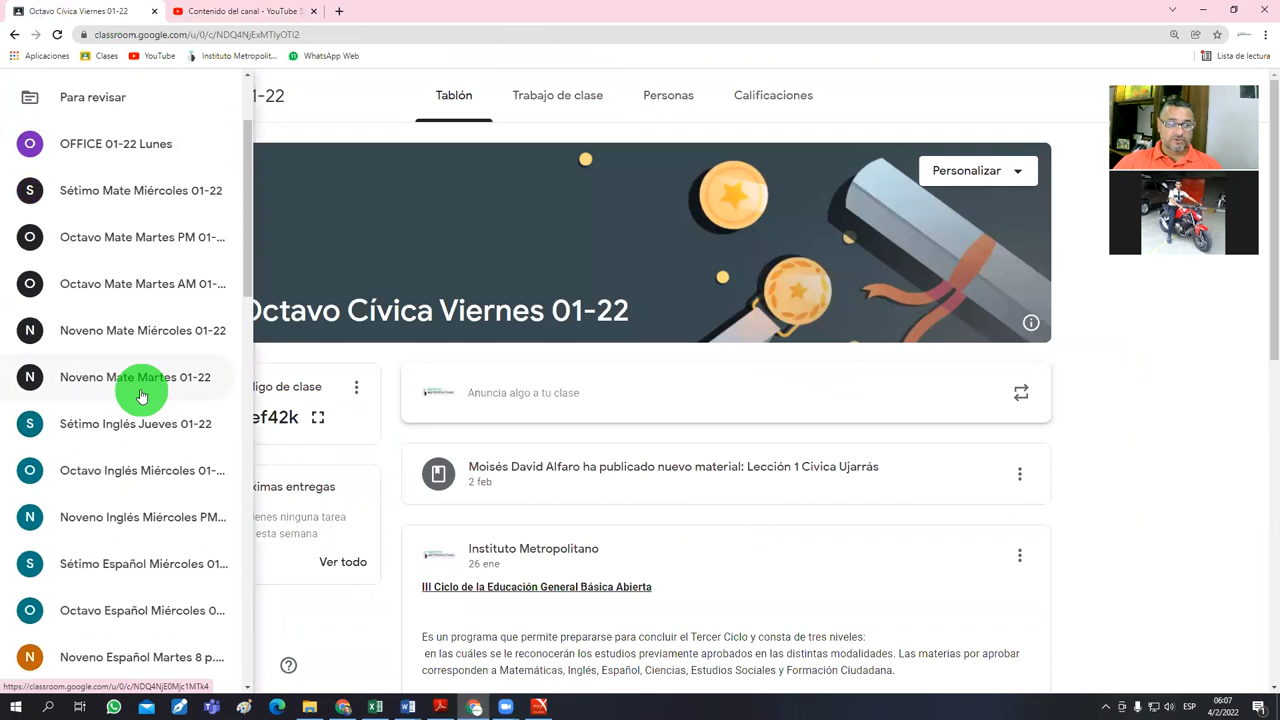 Octavo Cívica Viernes 01-22
Contenido del canal - YouTube S
classroom.google.com/u/0/c/NDQ4NjExMTIyOTI2
Aplicaciones
Clases
YouTube
Instituto Metropolit...
WhatsApp Web
Lista de lectura
Para revisar
1-22
Tablón
Trabajo de clase
Personas
Calificaciones
O OFFICE 01-22 Lunes
S Sétimo Mate Miércoles 01-22
O Octavo Mate Martes PM 01-...
O Octavo Mate Martes AM 01-...
N Noveno Mate Miércoles 01-22
N Noveno Mate Martes 01-22
S Sétimo Inglés Jueves 01-22
O Octavo Inglés Miércoles 01-...
N Noveno Inglés Miércoles PM...
S Sétimo Español Miércoles 01...
O Octavo Español Miércoles 0...
N Noveno Español Martes 8 p....
https://classroom.google.com/u/0/c/NDQ4NjE0Mjc1MTk4
Personalizar
Octavo Cívica Viernes 01-22
digo de clase
ef42k
ximas entregas
ienes ninguna tarea
esta semana
Ver todo
Anuncia algo a tu clase
Moisés David Alfaro ha publicado nuevo material: Lección 1 Civica Ujarrás
2 feb
Instituto Metropolitano
26 ene
III Ciclo de la Educación General Básica Abierta
Es un programa que permite prepararse para concluir el Tercer Ciclo y consta de tres niveles:
en las cuáles se le reconocerán los estudios previamente aprobados en las distintas modalidades. Las materias por aprobar
corresponden a Matemáticas, Inglés, Español, Ciencias, Estudios Sociales y Formación Ciudadana.
ESP
06:07
4/2/2022